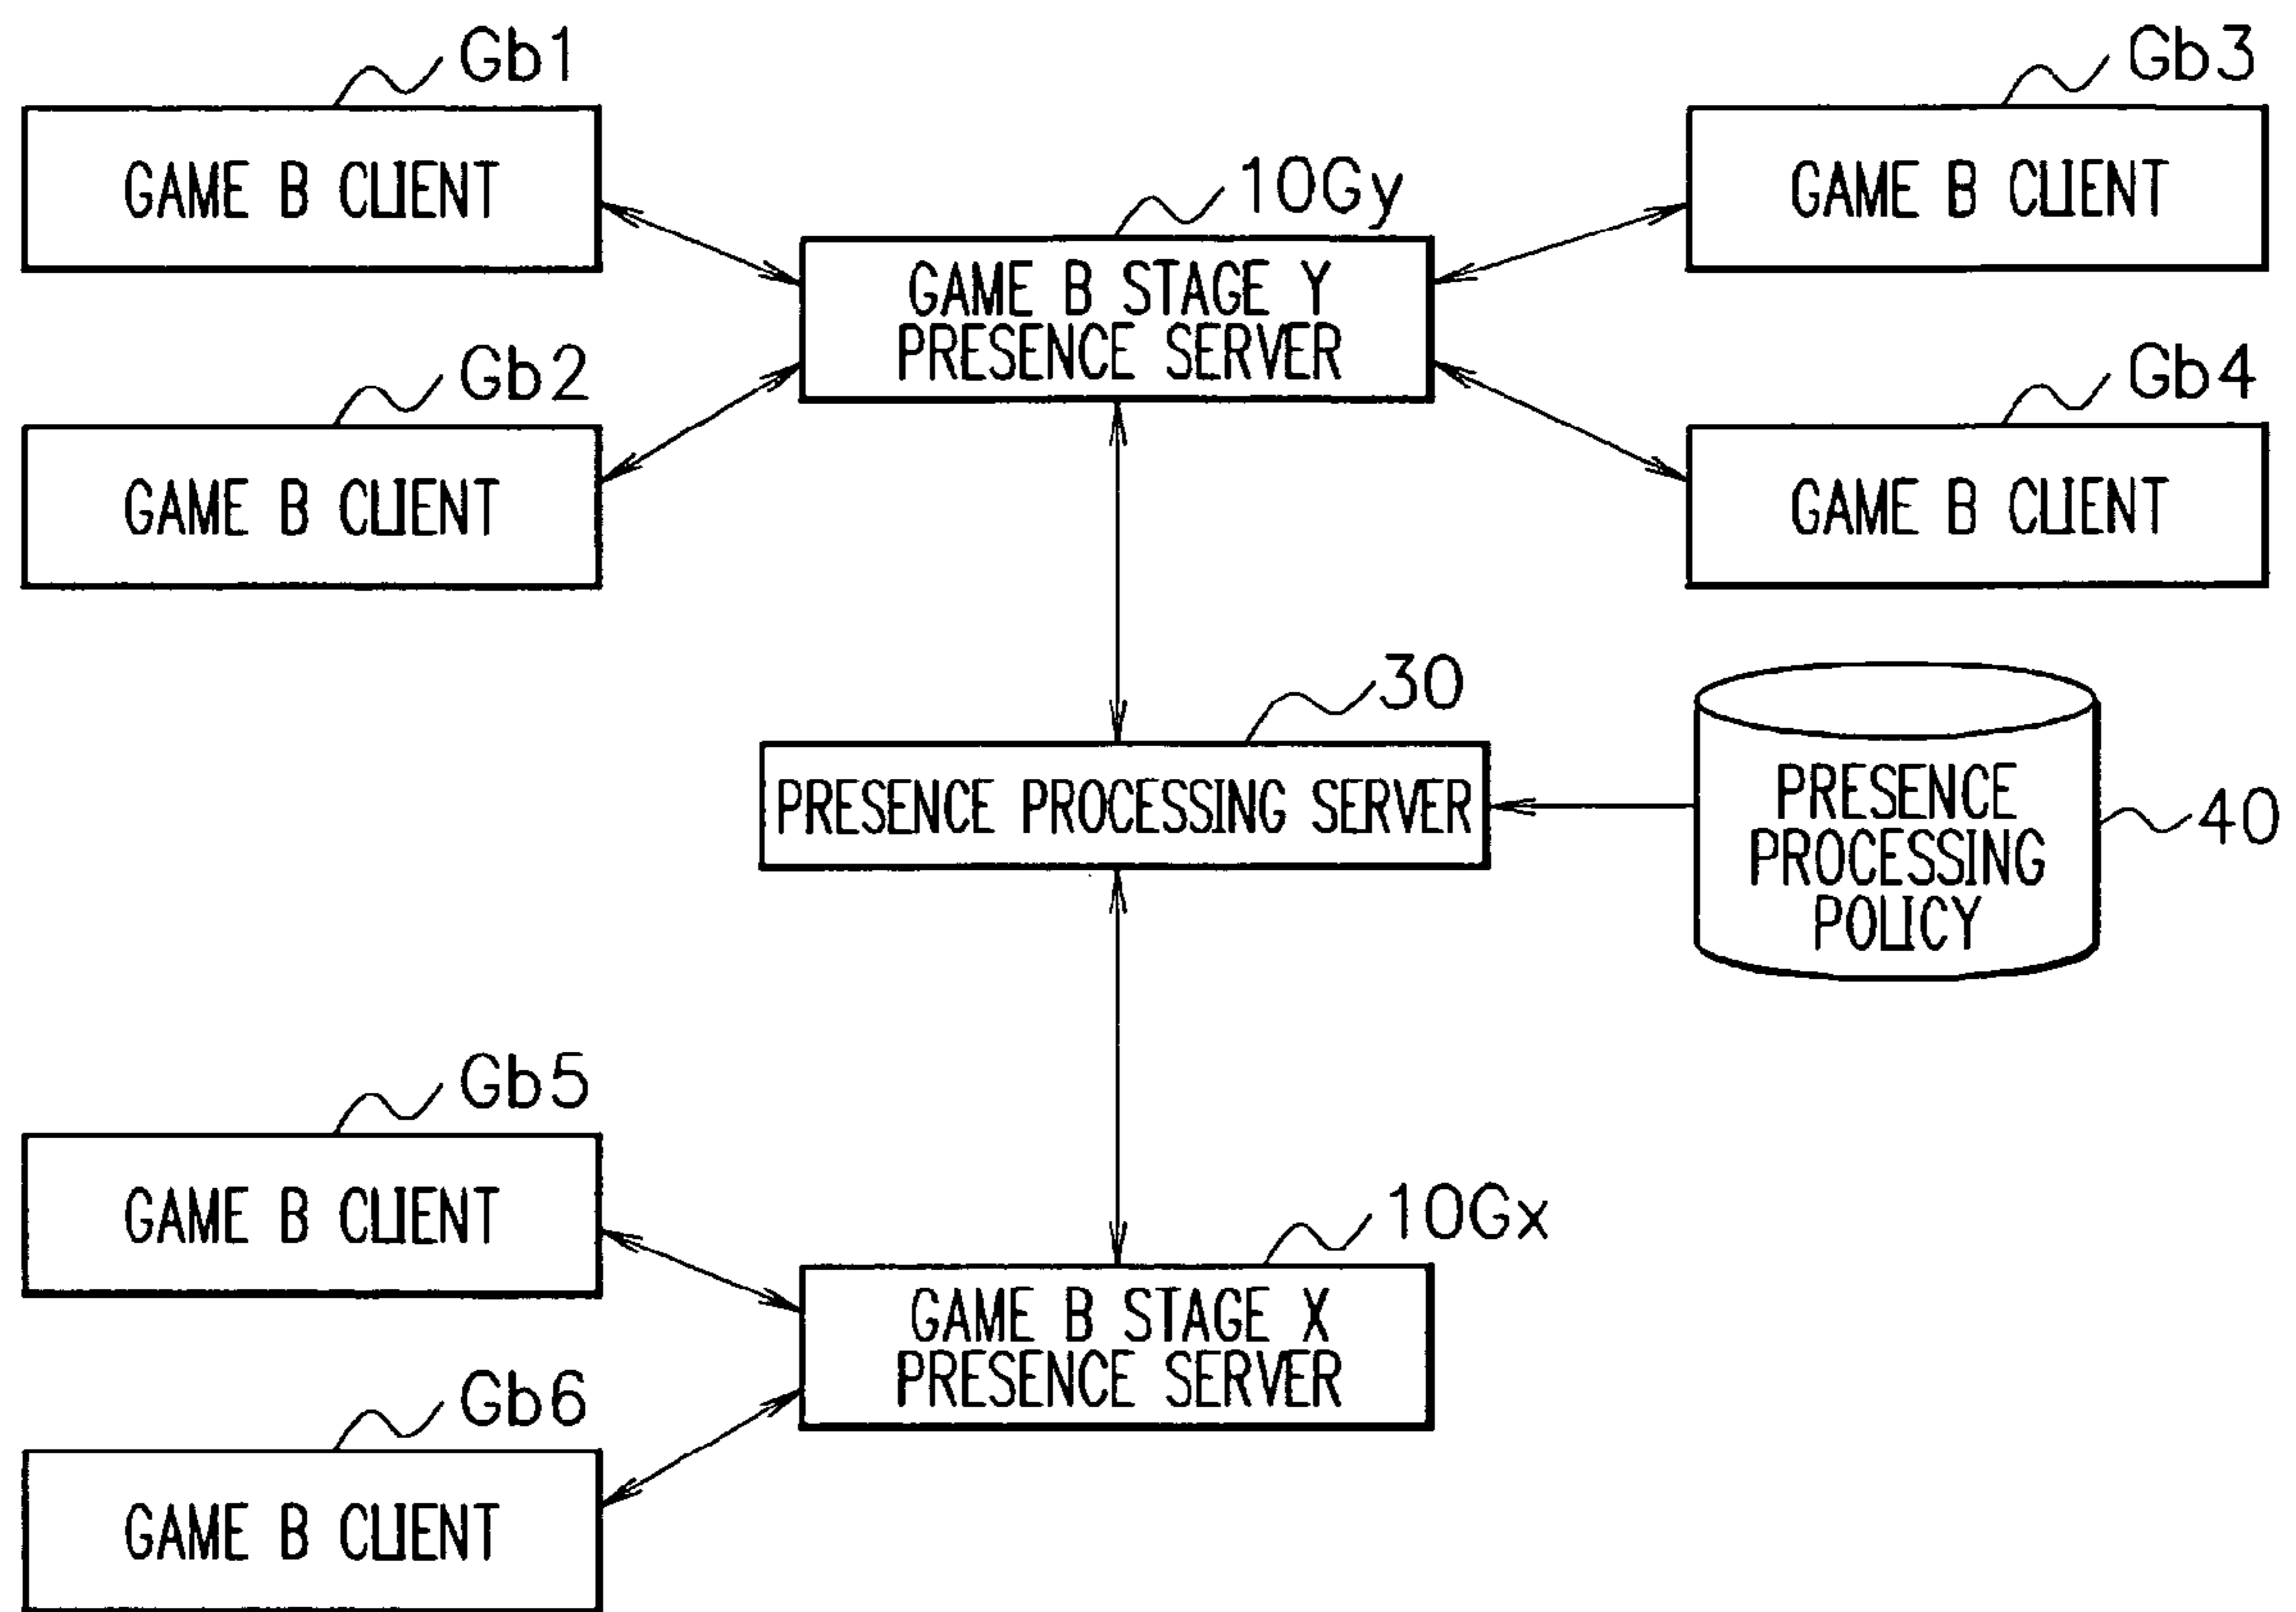 Gb1
GAME B CLIENT
Gb3
GAME B CLIENT
10Gy
GAME B STAGE Y
PRESENCE SERVER
Gb2
GAME B CLIENT
Gb4
GAME B CLIENT
30
PRESENCE PROCESSING SERVER
PRESENCE
PROCESSING
POLICY
40
Gb5
GAME B CLIENT
10Gx
GAME B STAGE X
PRESENCE SERVER
Gb6
GAME B CLIENT